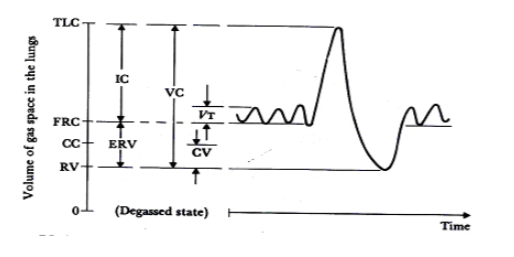 Volume of gas space in the lungs
TLC
IC
VC
VT
FRC
CC
ERV
CV
RV
0
(Degassed state)
Time